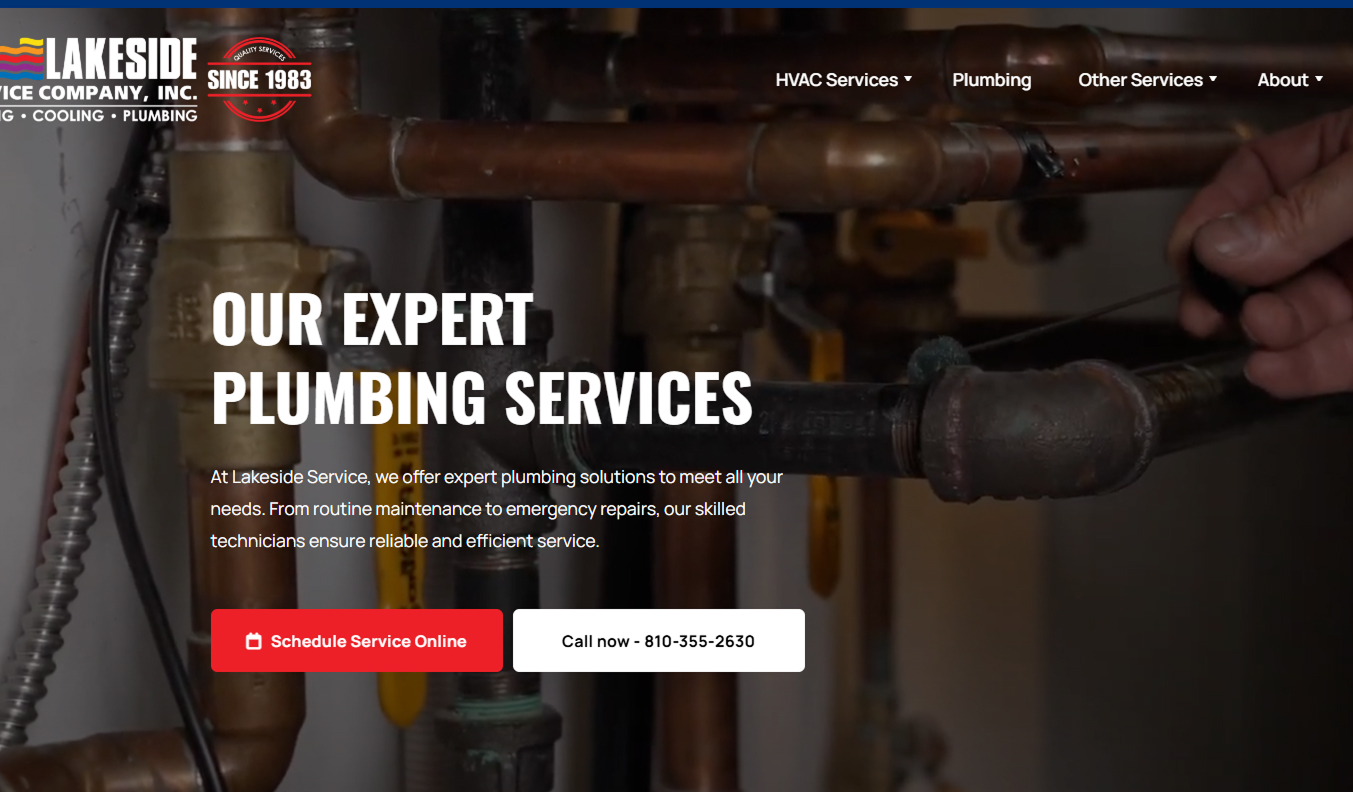 LAKESIDE
QUALITY SERVICES
SINCE 1983
COMPANY, INC.
COOLING • PLUMBING
HVAC Services
Plumbing
Other Services
About
OUR EXPERT
PLUMBING SERVICES
At Lakeside Service, we offer expert plumbing solutions to meet all your
needs. From routine maintenance to emergency repairs, our skilled
technicians ensure reliable and efficient service.
Schedule Service Online
Call now - 810-355-2630